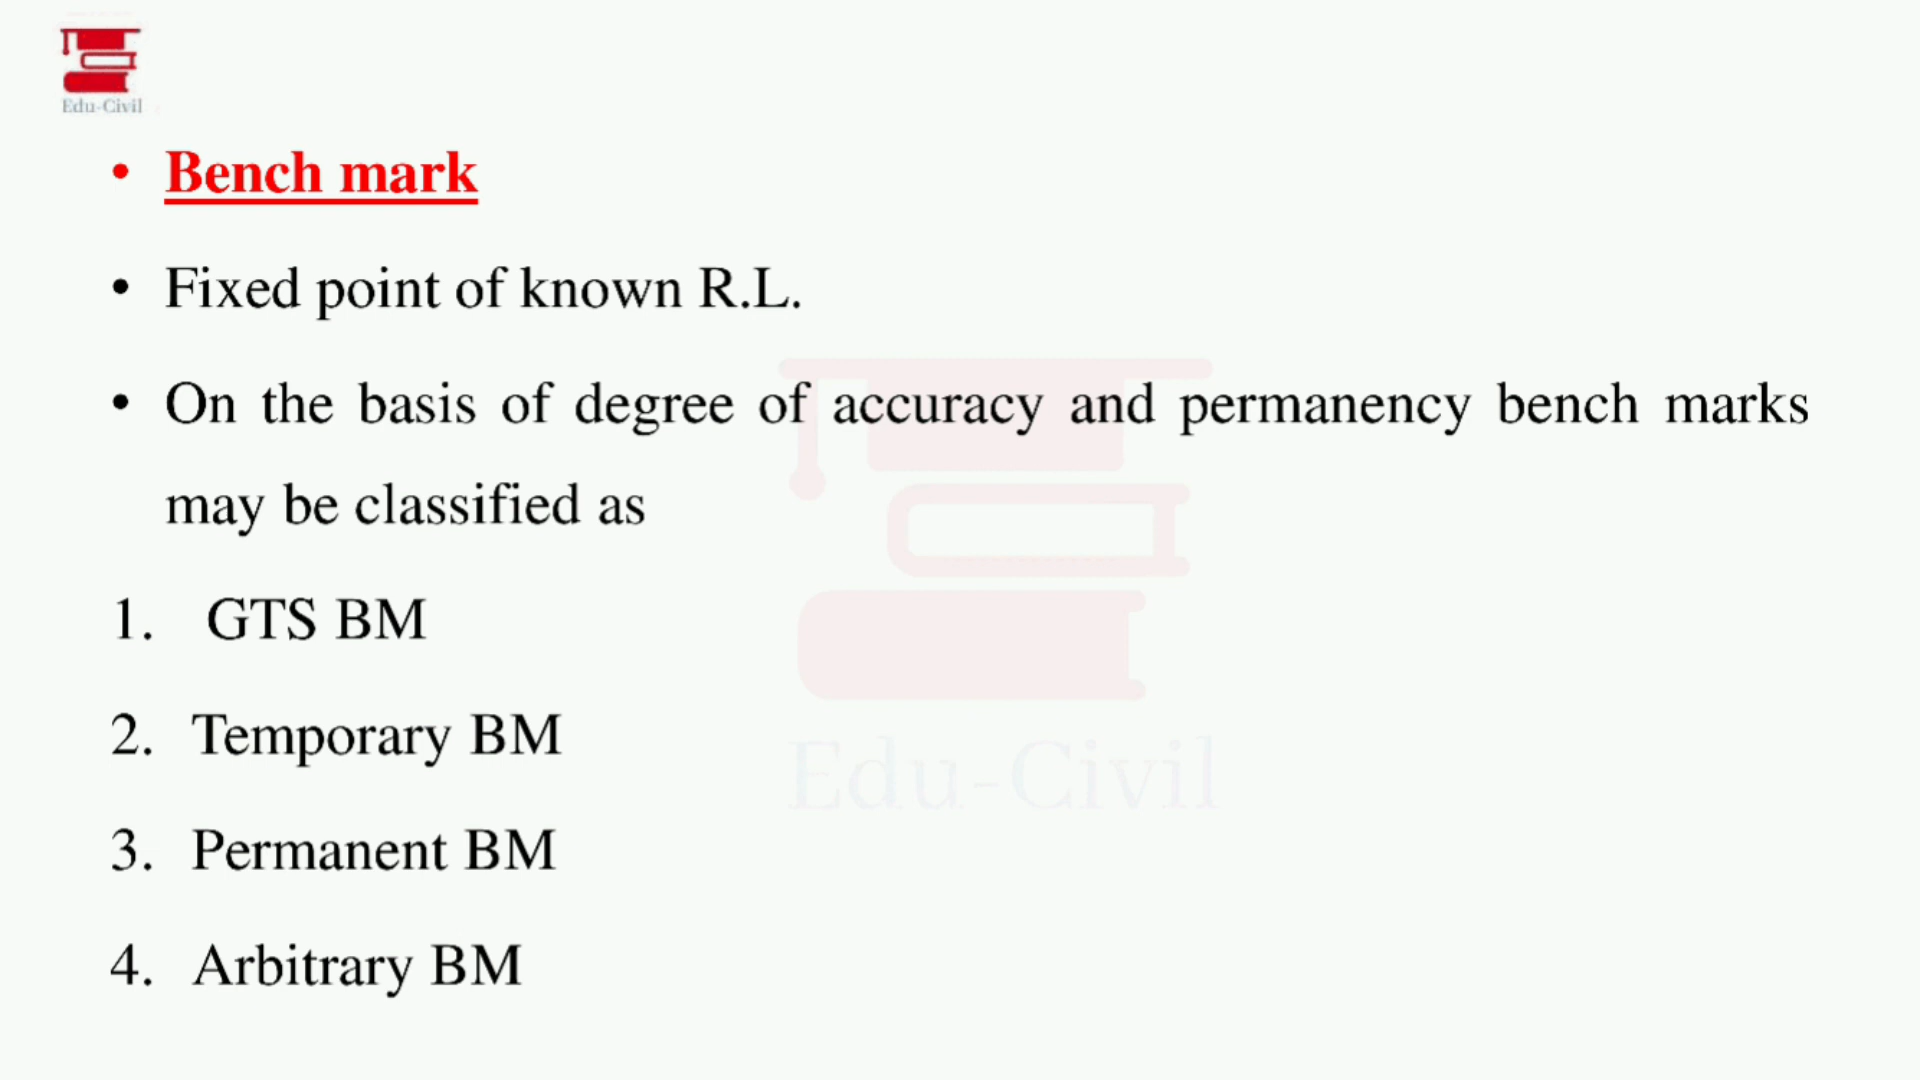 Edu-Civil
• Bench mark
• Fixed point of known R.L.
• On the basis of degree of accuracy and permanency bench marks
may be classified as
1. GTS BM
2. Temporary BM
3. Permanent BM
4. Arbitrary BM
Edu-Civil